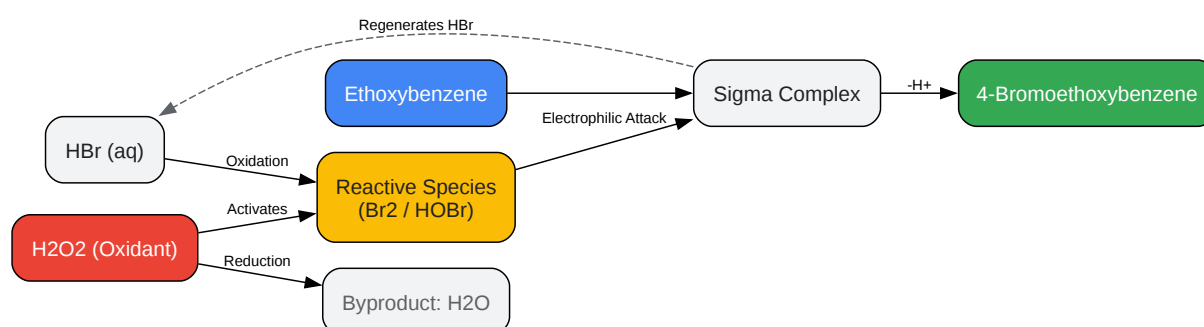 Regenerates HBr
Ethoxybenzene
Sigma Complex
-H+
4-Bromoethoxybenzene
Electrophilic Attack
HBr (aq)
Oxidation
Reactive Species
(Br2 / HOBr)
Activates
H2O2 (Oxidant)
Reduction
Byproduct: H2O